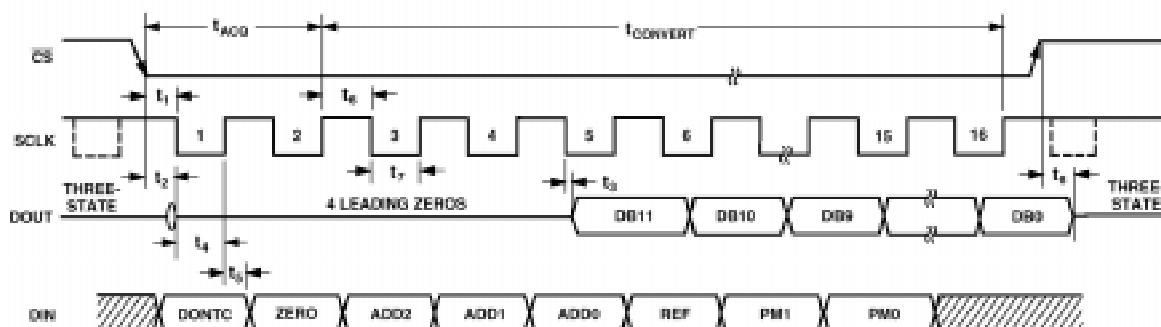 tACQ
tCONVERT
CS
t1
t6
SCLK
1
2
3
4
5
6
15
16
t2
t7
t3
t8
THREE-
STATE
DOUT
4 LEADING ZEROS
DB11
DB10
DB9
DB0
THREE-
STATE
t4
t5
DIN
DONTC
ZERO
ADD2
ADD1
ADD0
REF
PM1
PM0